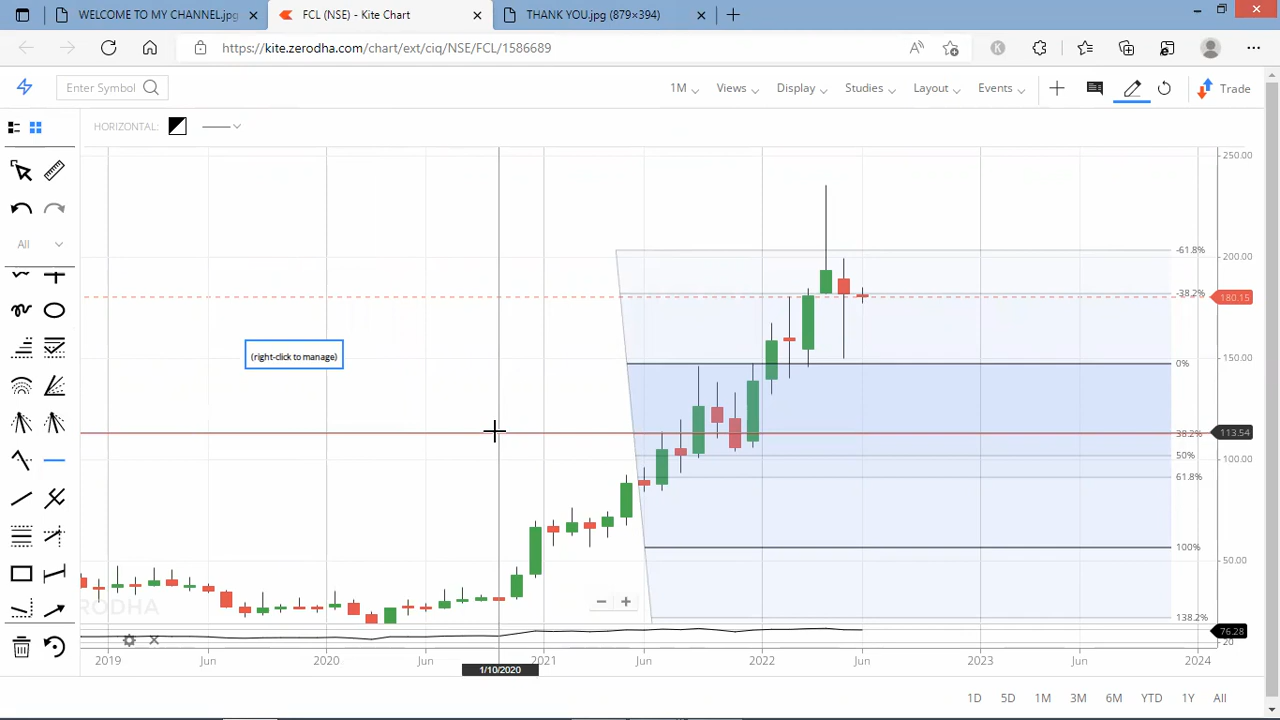 WELCOME TO MY CHANNEL.jpg
FCL (NSE) - Kite Chart
THANK YOU.jpg (879×394)
https://kite.zerodha.com/chart/ext/ciq/NSE/FCL/1586689
Enter Symbol
1M
Views
Display
Studies
Layout
Events
Trade
HORIZONTAL:
All
250.00
-61.8%
200.00
-38.2%
180.15
(right-click to manage)
150.00
0%
38.2%
113.54
50%
100.00
61.8%
100%
50.00
ERODHA
138.2%
76.28
20
2019
Jun
2020
Jun
2021
Jun
2022
Jun
2023
Jun
2024
1/10/2020
1D
5D
1M
3M
6M
YTD
1Y
All